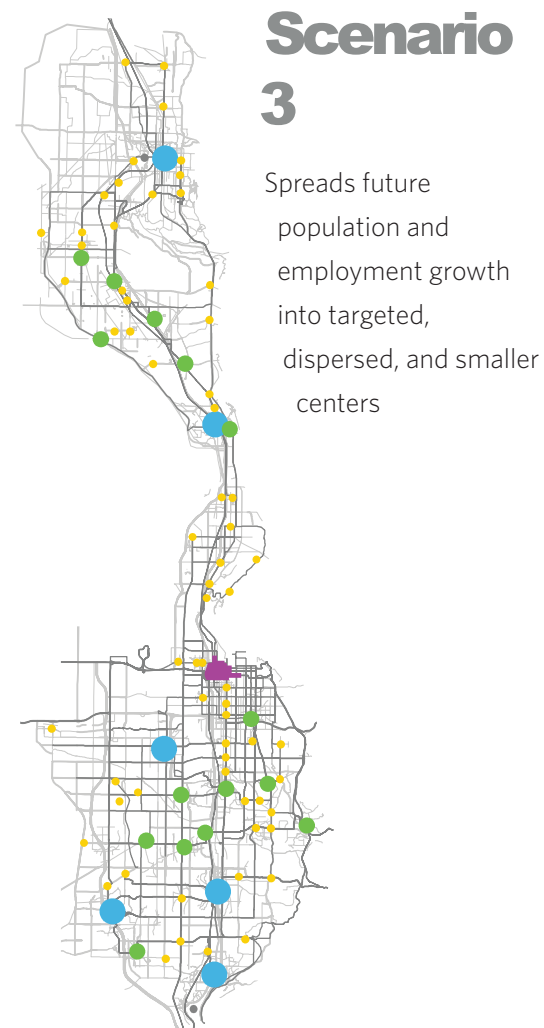 Scenario
3
Spreads future
population and
employment growth
into targeted,
dispersed, and smaller
centers